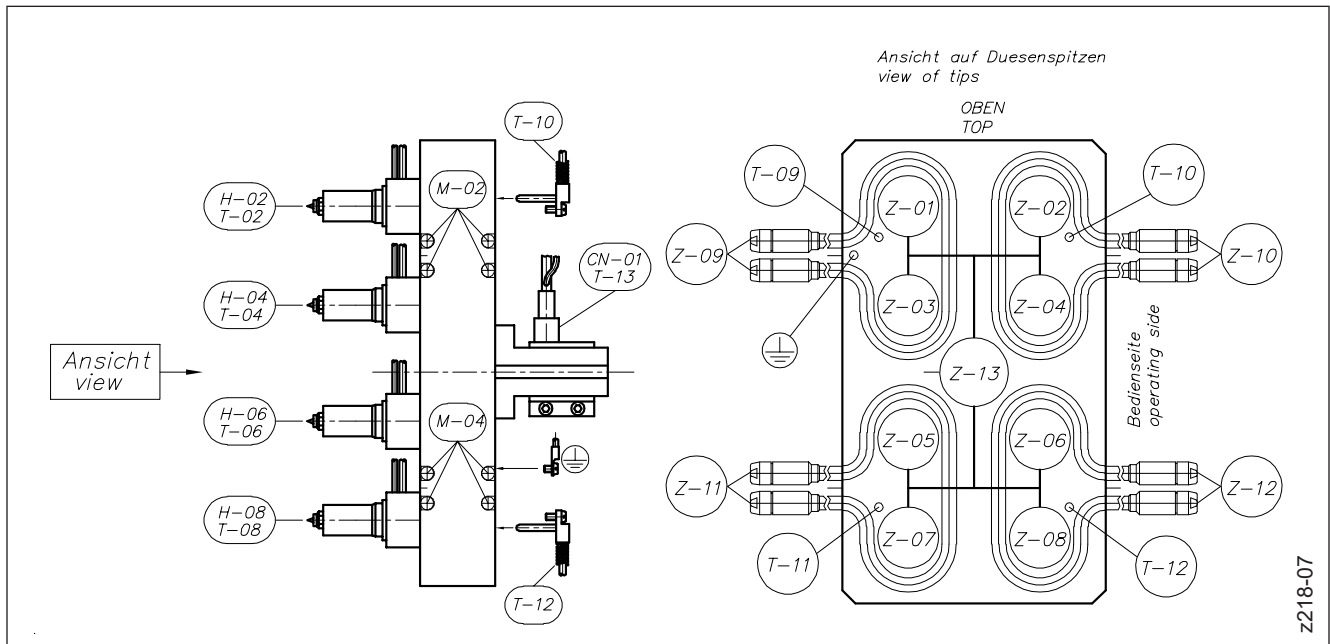 Ansicht auf Duesenspitzen
view of tips
OBEN
TOP
T-10
H-02
T-02
M-02
CN-01
T-13
H-04
T-04
Ansicht
view
H-06
T-06
M-04
H-08
T-08
T-12
T-09
T-10
Z-01
Z-02
Z-09
Z-10
Z-03
Z-04
Z-13
Bedienseite
operating side
Z-05
Z-06
Z-11
Z-12
Z-07
Z-08
T-11
T-12
z218-07